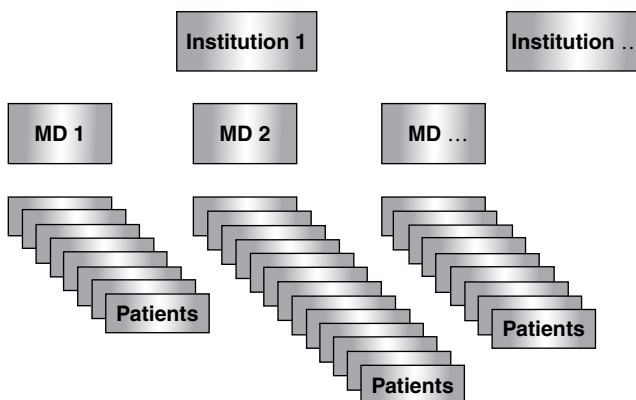 Institution 1
Institution ...
MD 1
MD 2
MD ...
Patients
Patients
Patients